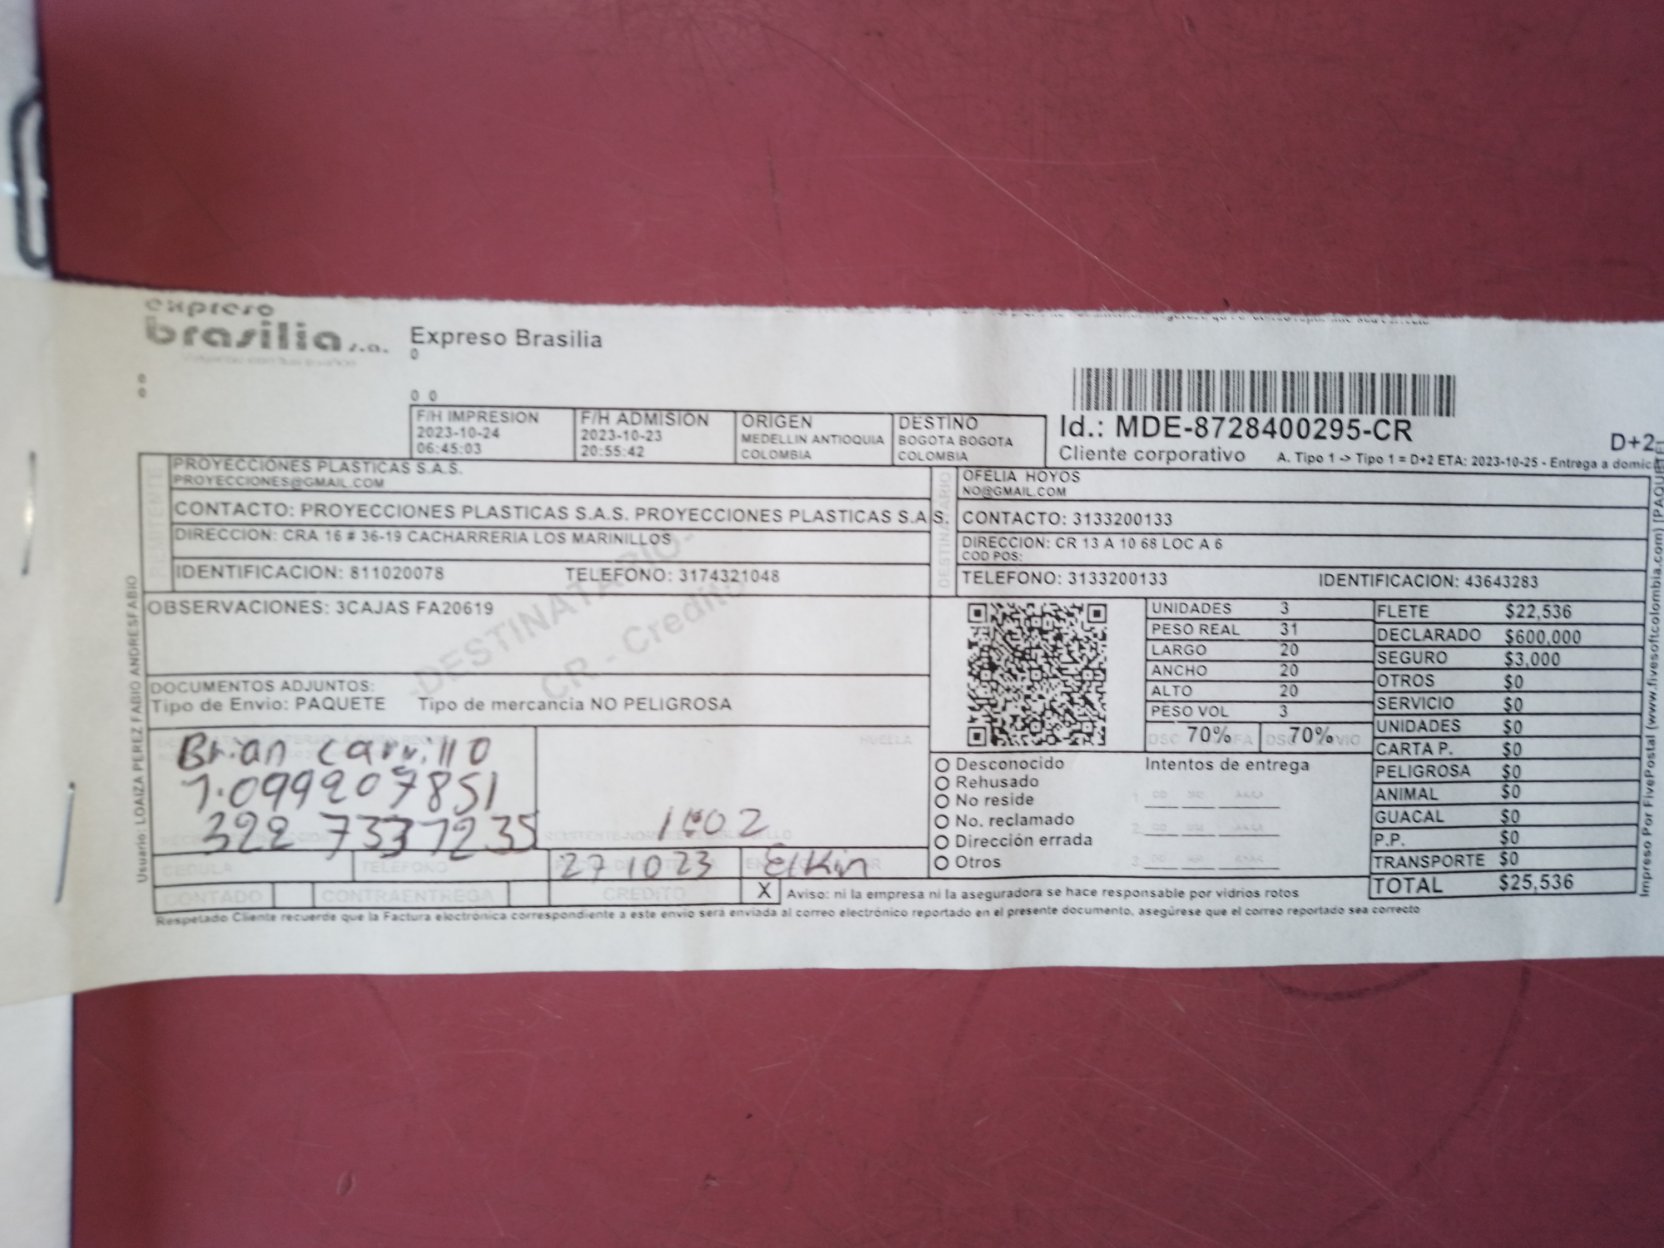 expreso
brasilia s.a.
Expreso Brasilia
0
0 0
F/H IMPRESION
2023-10-24
06:45:03
F/H ADMISION
2023-10-23
20:55:42
ORIGEN
MEDELLIN ANTIOQUIA
COLOMBIA
DESTINO
BOGOTA BOGOTA
COLOMBIA
Id.: MDE-8728400295-CR
D+2
Cliente corporativo A. Tipo 1 -> Tipo 1 = D+2 ETA: 2023-10-25 - Entrega a domic
PROYECCIONES PLASTICAS S.A.S.
PROYECCIONES@GMAIL.COM
CONTACTO: PROYECCIONES PLASTICAS S.A.S. PROYECCIONES PLASTICAS S.A.S.
DIRECCION: CRA 16 # 36-19 CACHARRERIA LOS MARINILLOS
IDENTIFICACION: 811020078 TELEFONO: 3174321048
DESTINATARIO
OFELIA HOYOS
NO@GMAIL.COM
CONTACTO: 3133200133
DIRECCION: CR 13 A 10 68 LOC A 6
COD POS:
TELEFONO: 3133200133 IDENTIFICACION: 43643283
OBSERVACIONES: 3CAJAS FA20619
-DESTINATARIO-
CR - Credito
DOCUMENTOS ADJUNTOS:
Tipo de Envio: PAQUETE Tipo de mercancia NO PELIGROSA
Brian Carrillo
1.099207851
322 7337235
HUELLA
1802
CEDULA
TELEFONO
27 10 23
Elkin
CONTADO
CONTRAENTREGA
CREDITO
X
Aviso: ni la empresa ni la aseguradora se hace responsable por vidrios rotos
Respetado Cliente recuerde que la Factura electrónica correspondiente a este envio será enviada al correo electrónico reportado en el presente documento, asegúrese que el correo reportado sea correcto
UNIDADES 3
PESO REAL 31
LARGO 20
ANCHO 20
ALTO 20
PESO VOL 3
70% 70%
Desconocido
Rehusado
No reside
No. reclamado
Dirección errada
Otros
Intentos de entrega
FLETE $22,536
DECLARADO $600,000
SEGURO $3,000
OTROS $0
SERVICIO $0
UNIDADES $0
CARTA P. $0
PELIGROSA $0
ANIMAL $0
GUACAL $0
P.P. $0
TRANSPORTE $0
TOTAL $25,536
Usuario: LOAIZA PEREZ FABIO ANDRESFABIO
Impreso Por FivePostal (www.fivesoftcolombia.com) [PAQUETE